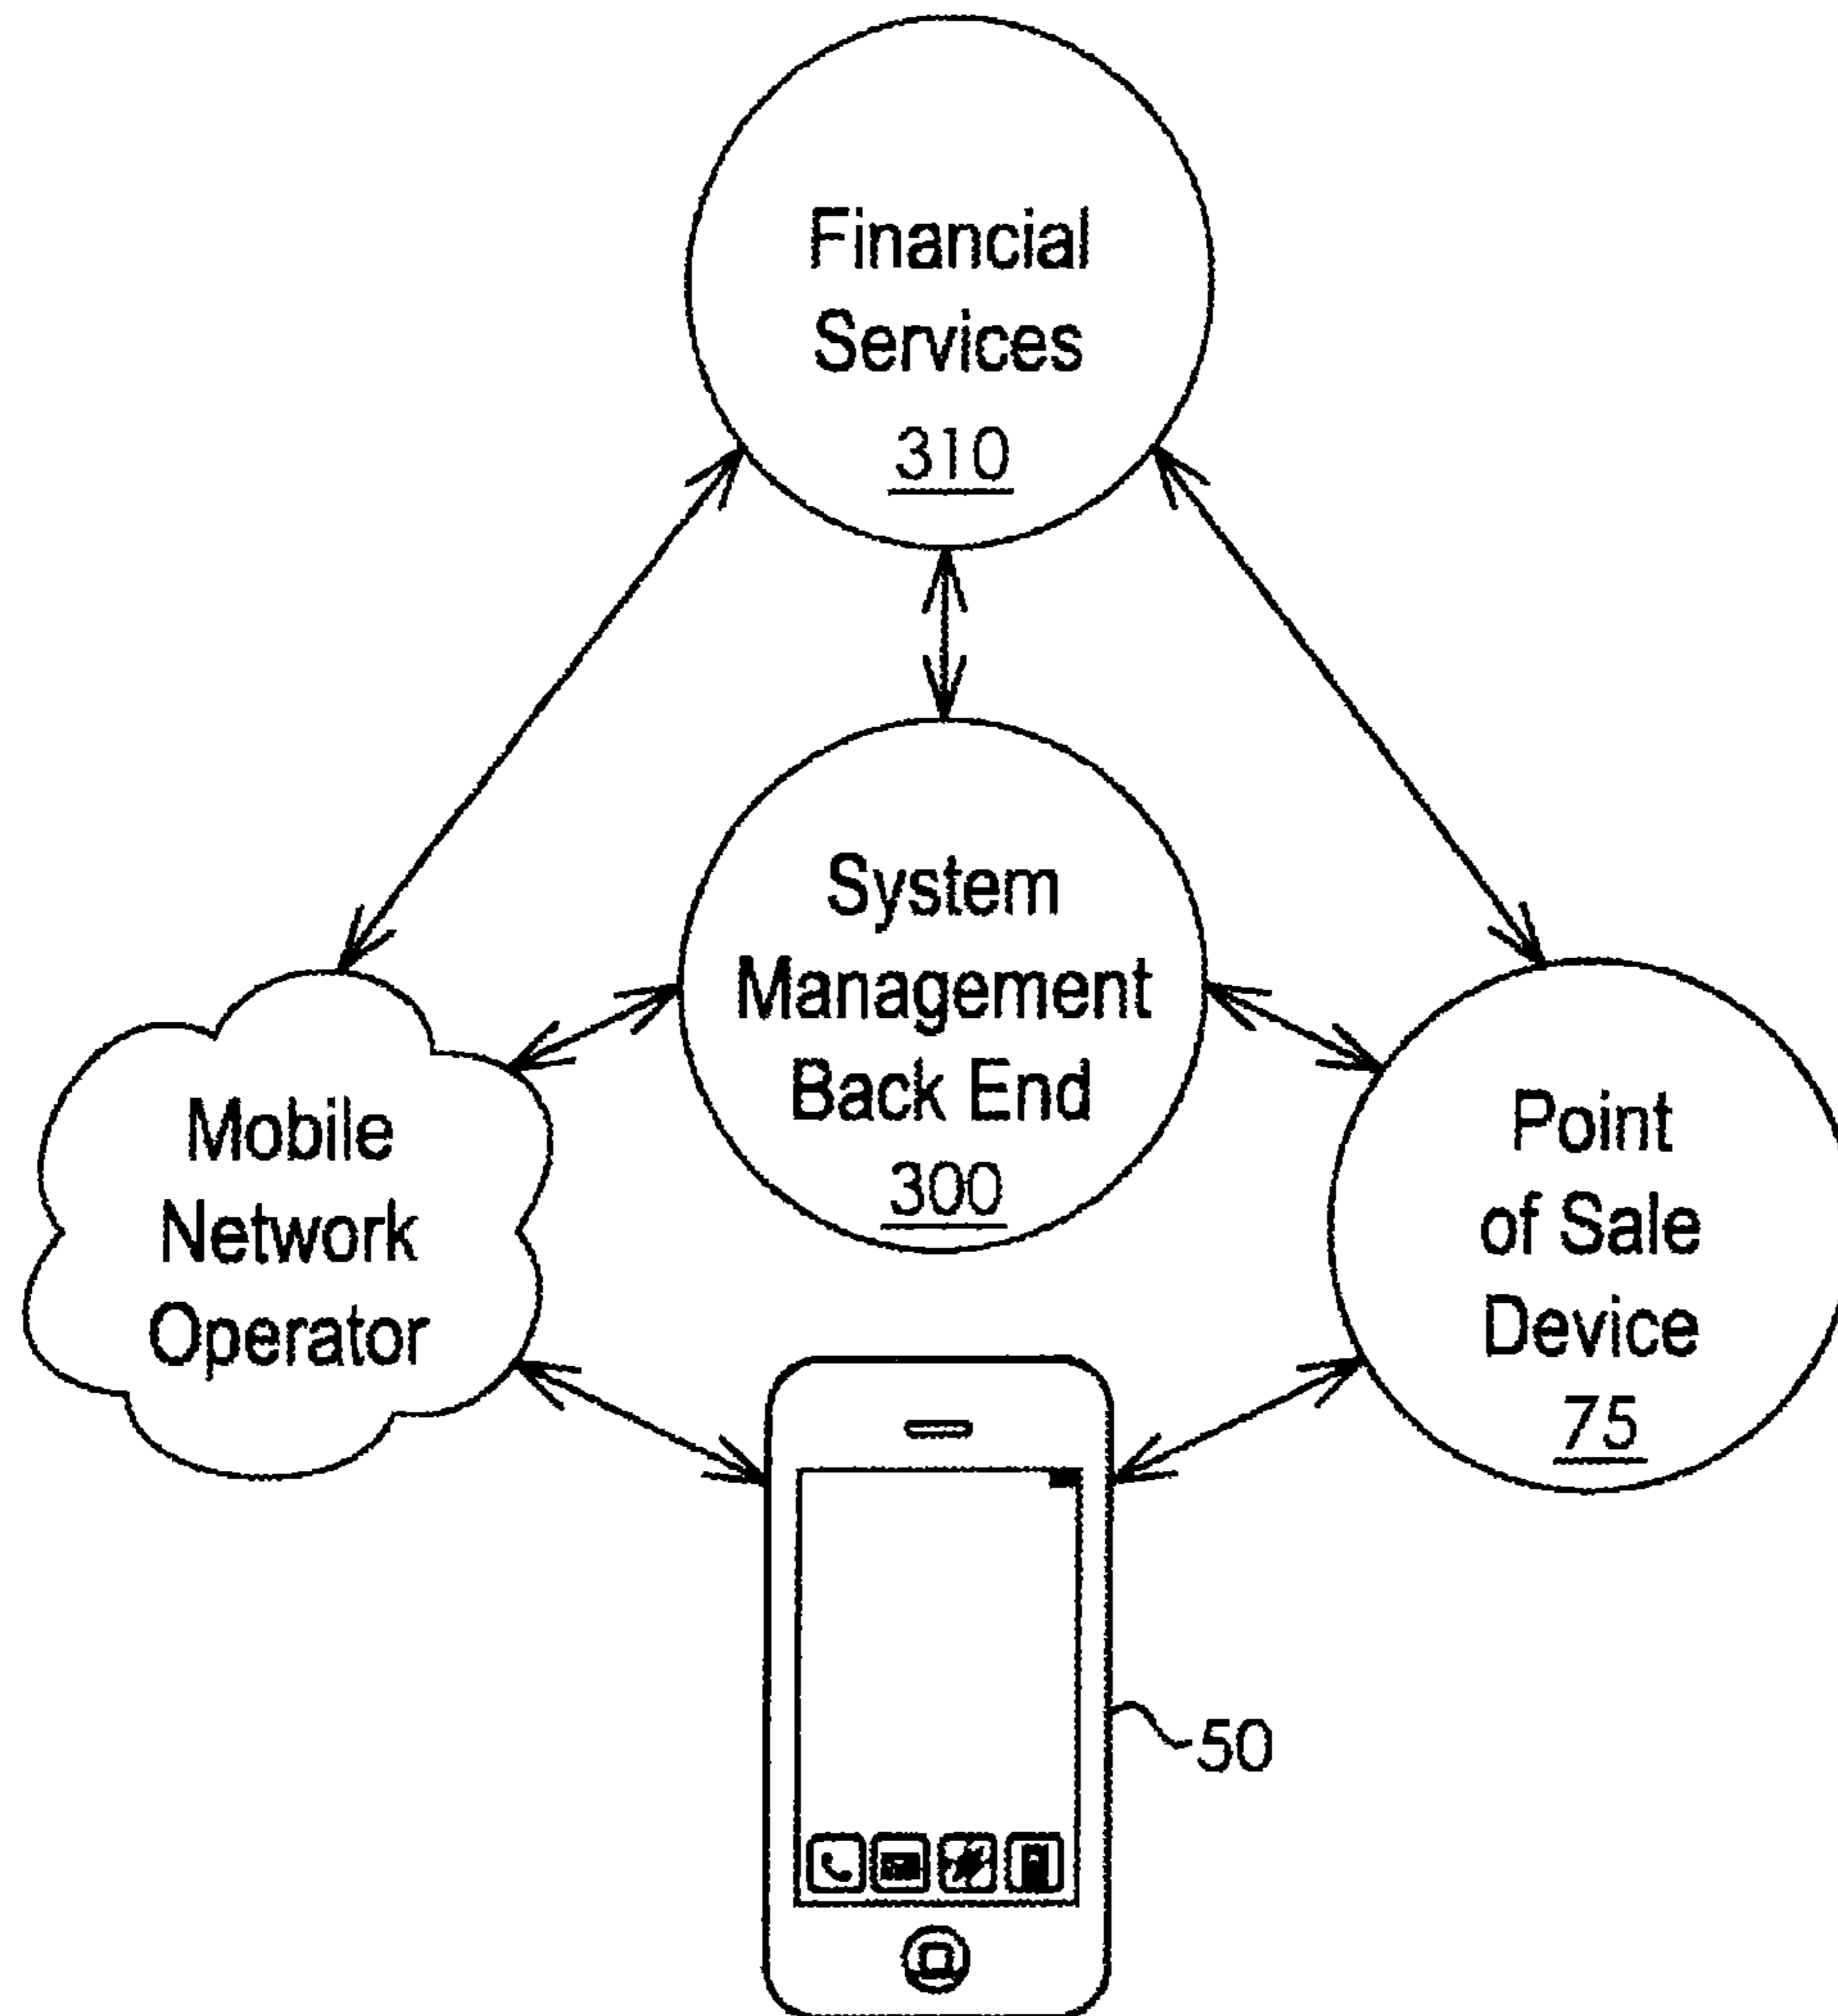 Financial
Services
310
System
Management
Back End
300
Mobile
Network
Operator
Point
of Sale
Device
75
50